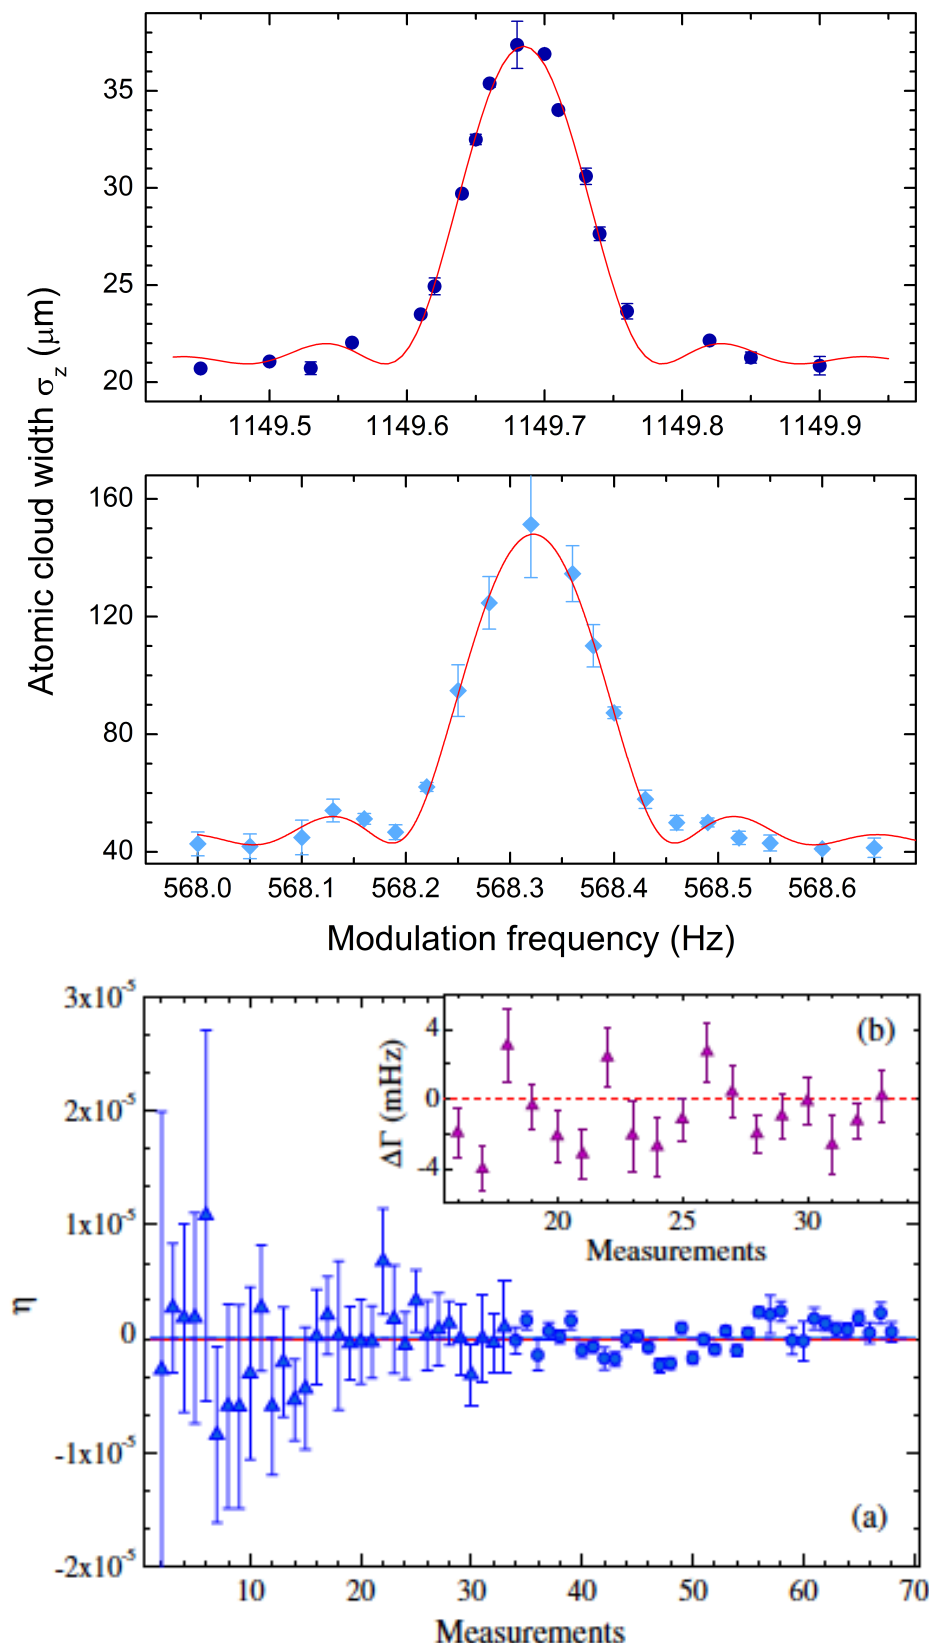 Atomic cloud width σz (μm)
35
30
25
20
1149.5 1149.6 1149.7 1149.8 1149.9
160
120
80
40
568.0 568.1 568.2 568.3 568.4 568.5 568.6
Modulation frequency (Hz)
η
3x10-5
2x10-5
1x10-5
0
-1x10-5
-2x10-5
ΔΓ (mHz)
4
0
-4
(b)
20 25 30
Measurements
(a)
10 20 30 40 50 60 70
Measurements